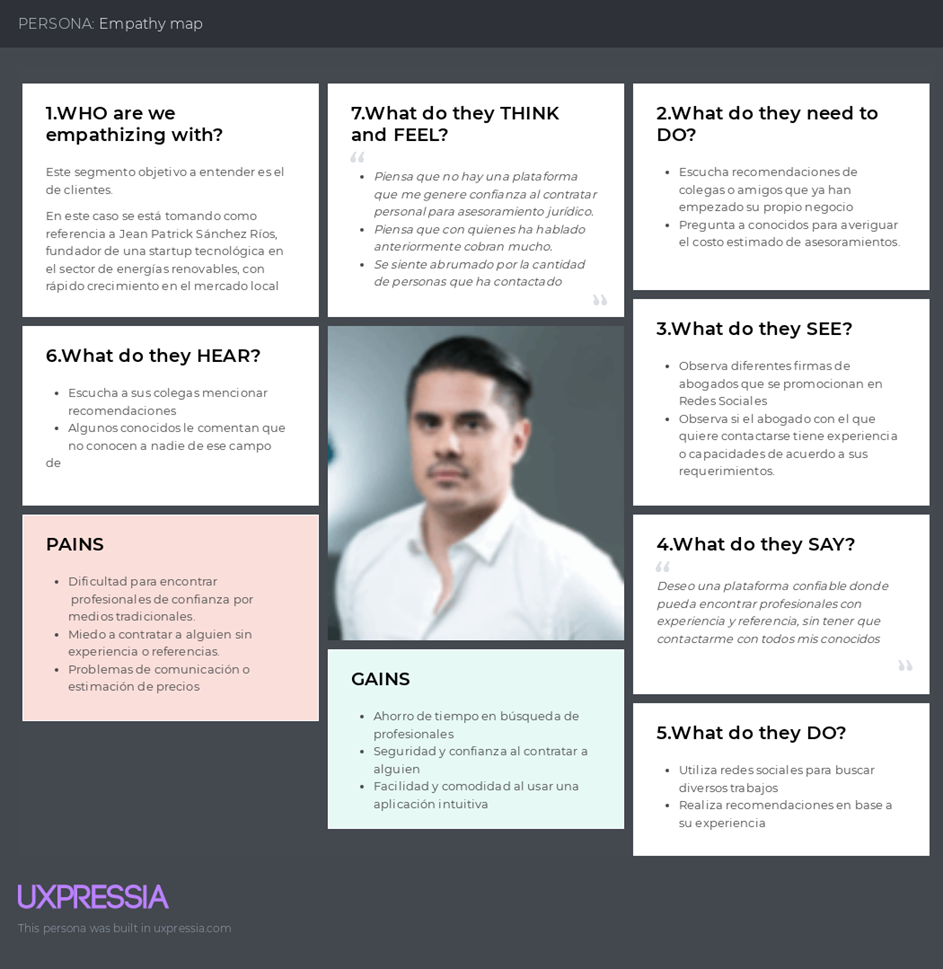 PERSONA: Empathy map
1.WHO are we
empathizing with?
Este segmento objetivo a entender es el
de clientes.
En este caso se está tomando como
referencia a Jean Patrick Sánchez Ríos,
fundador de una startup tecnológica en
el sector de energías renovables, con
rápido crecimiento en el mercado local
7.What do they THINK
and FEEL?
“
• Piensa que no hay una plataforma
que me genere confianza al contratar
personal para asesoramiento jurídico.
• Piensa que con quienes ha hablado
anteriormente cobran mucho.
• Se siente abrumado por la cantidad
de personas que ha contactado
”
2.What do they need to
DO?
• Escucha recomendaciones de
colegas o amigos que ya han
empezado su propio negocio
• Pregunta a conocidos para averiguar
el costo estimado de asesoramientos.
6.What do they HEAR?
• Escucha a sus colegas mencionar
recomendaciones
• Algunos conocidos le comentan que
no conocen a nadie de ese campo
de
3.What do they SEE?
• Observa diferentes firmas de
abogados que se promocionan en
Redes Sociales
• Observa si el abogado con el que
quiere contactarse tiene experiencia
o capacidades de acuerdo a sus
requerimientos.
PAINS
• Dificultad para encontrar
profesionales de confianza por
medios tradicionales.
• Miedo a contratar a alguien sin
experiencia o referencias.
• Problemas de comunicación o
estimación de precios
4.What do they SAY?
“
Deseo una plataforma confiable donde
pueda encontrar profesionales con
experiencia y referencia, sin tener que
contactarme con todos mis conocidos
”
GAINS
• Ahorro de tiempo en búsqueda de
profesionales
• Seguridad y confianza al contratar a
alguien
• Facilidad y comodidad al usar una
aplicación intuitiva
5.What do they DO?
• Utiliza redes sociales para buscar
diversos trabajos
• Realiza recomendaciones en base a
su experiencia
UXPRESSIA
This persona was built in uxpressia.com